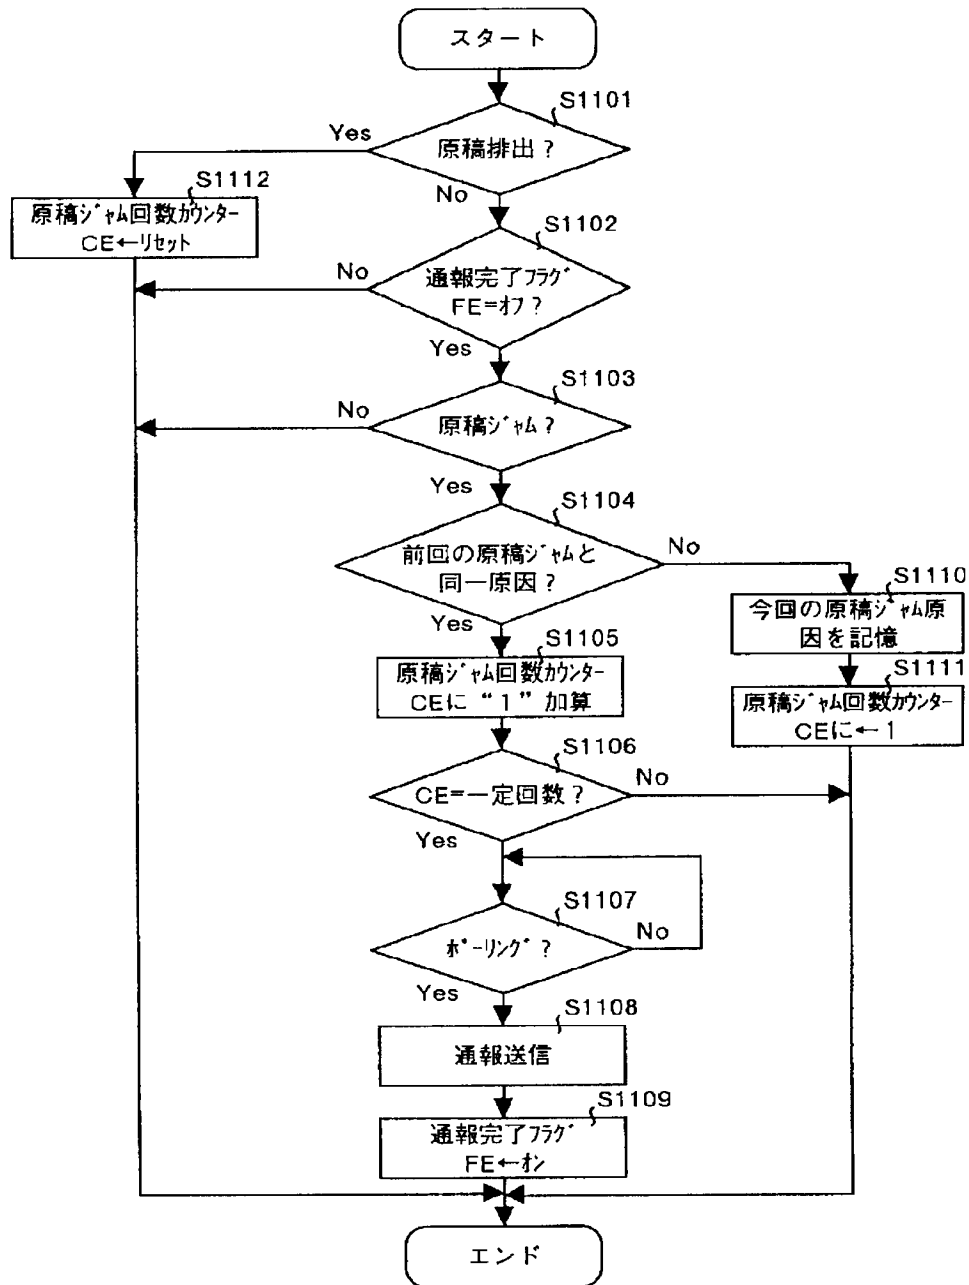 スタート
S1101
Yes
原稿排出?
No
S1112
原稿ジャム回数カウンター
CE←リセット
S1102
No
通報完了フラグ
FE=オフ?
Yes
S1103
No
原稿ジャム?
Yes
S1104
前回の原稿ジャムと
同一原因?
No
Yes
S1110
今回の原稿ジャム原
因を記憶
S1105
原稿ジャム回数カウンター
CEに“1”加算
S1111
原稿ジャム回数カウンター
CEに←1
S1106
CE=一定回数?
No
Yes
S1107
ポーリング?
No
Yes
S1108
通報送信
S1109
通報完了フラグ
FE←オン
エンド